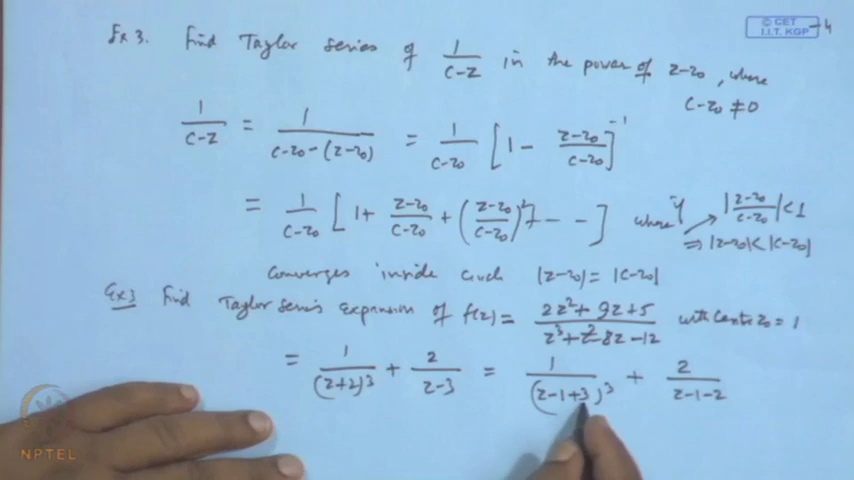 © CET
I.I.T. KGP
-4
Ex 3. Find Taylor series of 1/(c-z) in the power of z-z0, where
c-z0 ≠ 0
1/(c-z) = 1/(c-z0-(z-z0)) = 1/(c-z0) [1 - (z-z0)/(c-z0)]^-1
= 1/(c-z0) [1 + (z-z0)/(c-z0) + ((z-z0)/(c-z0))^2 + - - -] where if |(z-z0)/(c-z0)| < 1
⇒ |z-z0| < |c-z0|
Converges inside circle |z-z0| = |c-z0|
Ex3 Find Taylor series expansion of f(z) = (2z^2+9z+5)/(z^3+z^2-8z-12) with centre z0 = 1
= 1/(z+2)^3 + 2/(z-3) = 1/(z-1+3)^3 + 2/(z-1-2)
NPTEL